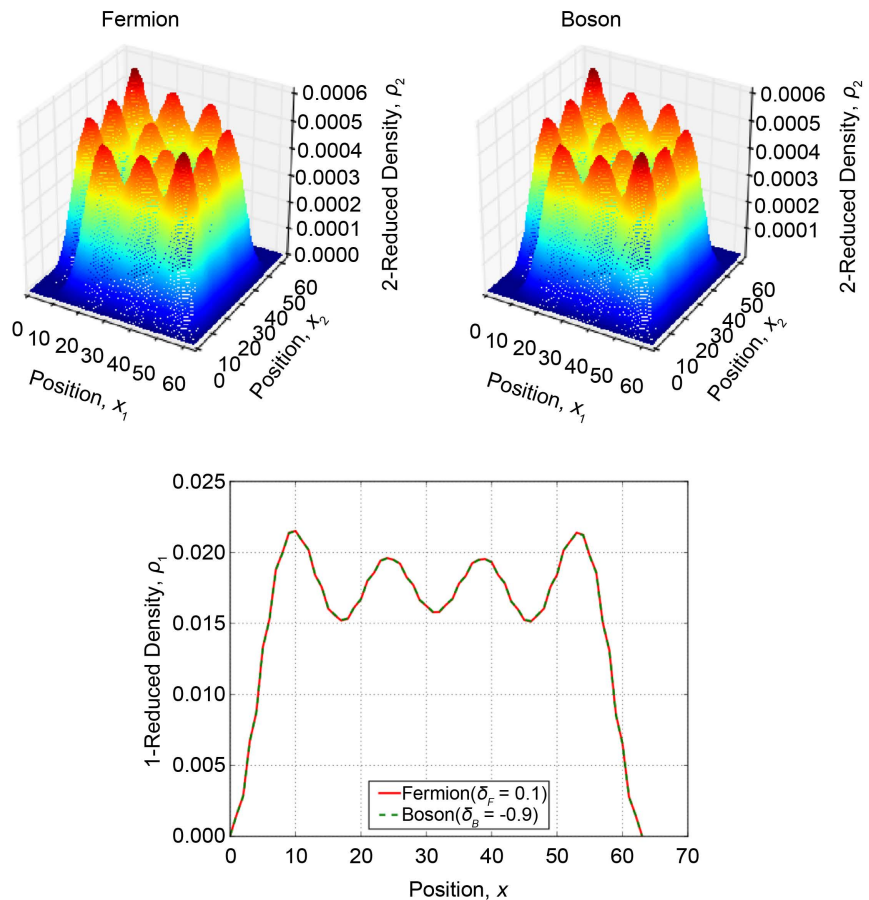 Fermion
0.0006
0.0005
0.0004
0.0003
0.0002
0.0001
0.0000
2-Reduced Density, ρ2
0 10 20 30 40 50 60
Position, x1
0 10 20 30 40 50 60
Position, x2
Boson
0.0006
0.0005
0.0004
0.0003
0.0002
0.0001
2-Reduced Density, ρ2
0 10 20 30 40 50 60
Position, x1
0 10 20 30 40 50 60
Position, x2
0.025
0.020
0.015
0.010
0.005
0.000
1-Reduced Density, ρ1
Fermion(δF = 0.1)
Boson(δB = -0.9)
0 10 20 30 40 50 60 70
Position, x